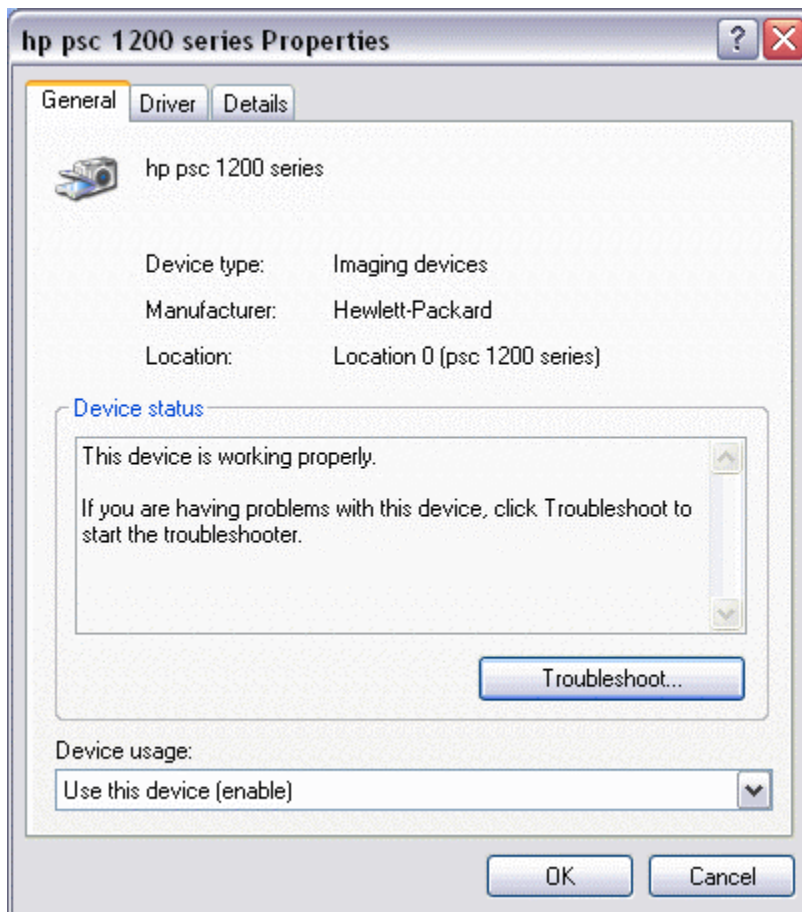 hp psc 1200 series Properties
General Driver Details
hp psc 1200 series
Device type: Imaging devices
Manufacturer: Hewlett-Packard
Location: Location 0 (psc 1200 series)
Device status
This device is working properly.
If you are having problems with this device, click Troubleshoot to
start the troubleshooter.
Troubleshoot...
Device usage:
Use this device (enable)
OK Cancel